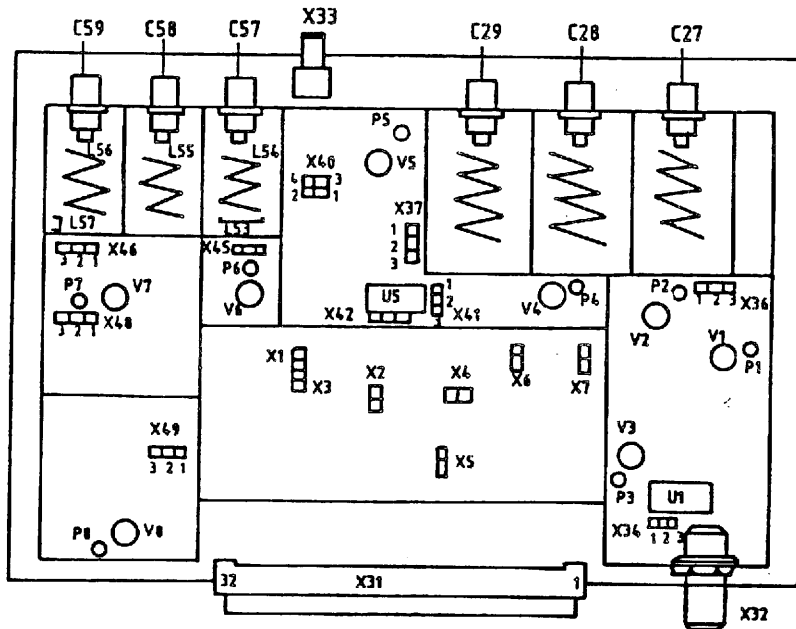 C59 C58 C57 X33 C29 C28 C27
P5
V5
L56 L55 L54
X40
4 3
2 1
X37
1
2
3
L57 L53
X46
3 2 1
X45
P6
V6
P7 V7
X48
3 2 1
U5
X42
1
2
3
X41
V4 P4
P2
V2
X36
1 2 3
V1
P1
X1
X3
X2
X4
X6
X7
X5
X49
3 2 1
V3
P3
U1
X34
1 2 3
P8 V8
32 X31 1
X32